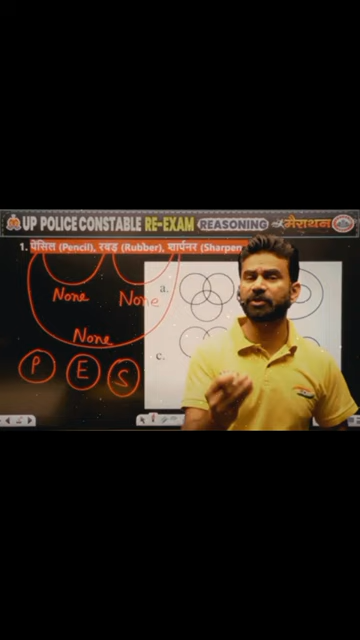 UP POLICE CONSTABLE RE-EXAM REASONING मैराथन
1. पेंसिल (Pencil), रबड़ (Rubber), शार्पनर (Sharpen
None
None
None
P E S
a.
c.